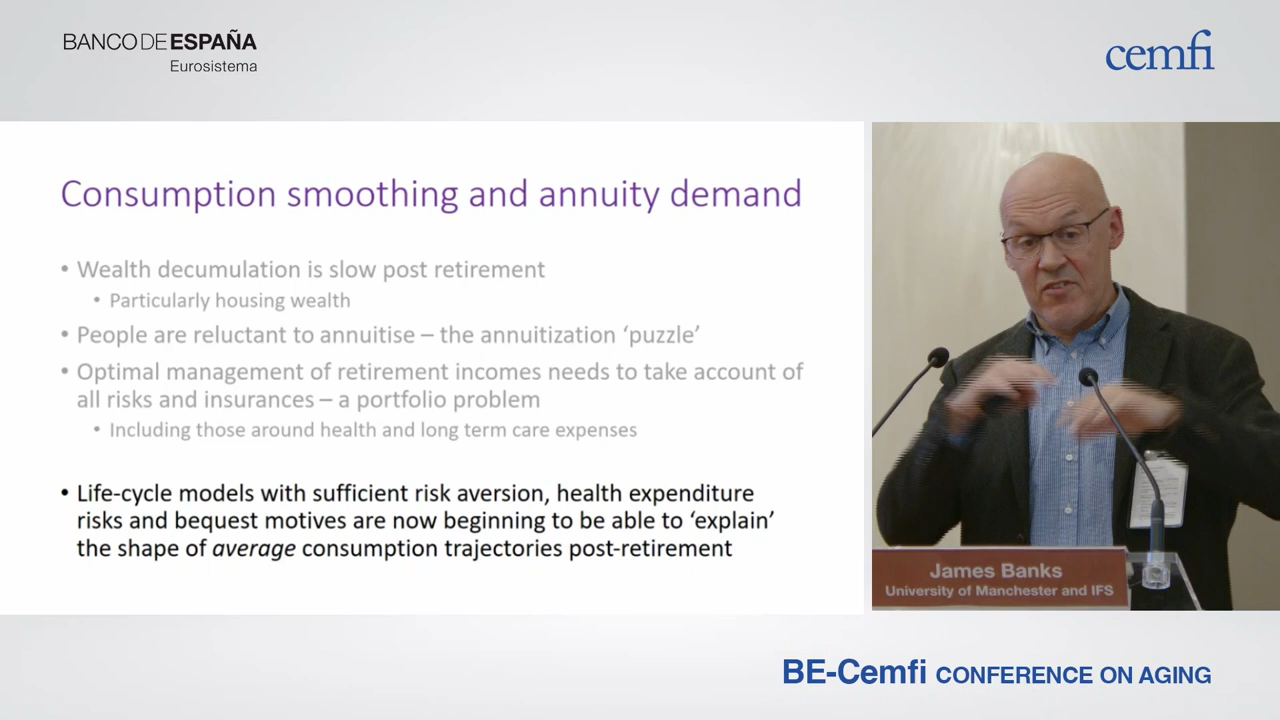 BANCO DE ESPAÑA
Eurosistema
cemfi
Consumption smoothing and annuity demand
• Wealth decumulation is slow post retirement
• Particularly housing wealth
• People are reluctant to annuitise – the annuitization ‘puzzle’
• Optimal management of retirement incomes needs to take account of
all risks and insurances – a portfolio problem
• Including those around health and long term care expenses
• Life-cycle models with sufficient risk aversion, health expenditure
risks and bequest motives are now beginning to be able to ‘explain’
the shape of average consumption trajectories post-retirement
James Banks
University of Manchester and IFS
BE-Cemfi CONFERENCE ON AGING